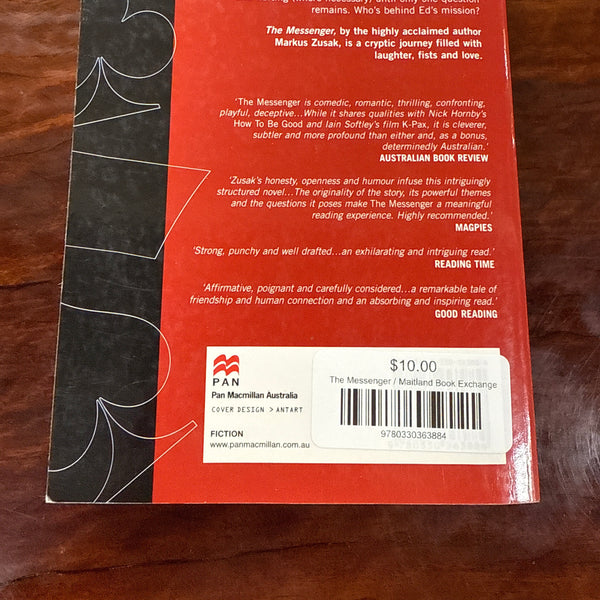 remains. Who's behind Ed's mission?
The Messenger, by the highly acclaimed author
Markus Zusak, is a cryptic journey filled with
laughter, fists and love.
'The Messenger is comedic, romantic, thrilling, confronting,
playful, deceptive...While it shares qualities with Nick Hornby's
How To Be Good and Iain Softley's film K-Pax, it is cleverer,
subtler and more profound than either and, as a bonus,
determinedly Australian.'
AUSTRALIAN BOOK REVIEW
'Zusak's honesty, openness and humour infuse this intriguingly
structured novel...The originality of the story, its powerful themes
and the questions it poses make The Messenger a meaningful
reading experience. Highly recommended.'
MAGPIES
'Strong, punchy and well drafted...an exhilarating and intriguing read.'
READING TIME
'Affirmative, poignant and carefully considered...a remarkable tale of
friendship and human connection and an absorbing and inspiring read.'
GOOD READING
PAN
Pan Macmillan Australia
COVER DESIGN > ANTART
FICTION
www.panmacmillan.com.au
$10.00
The Messenger / Maitland Book Exchange
9780330363884